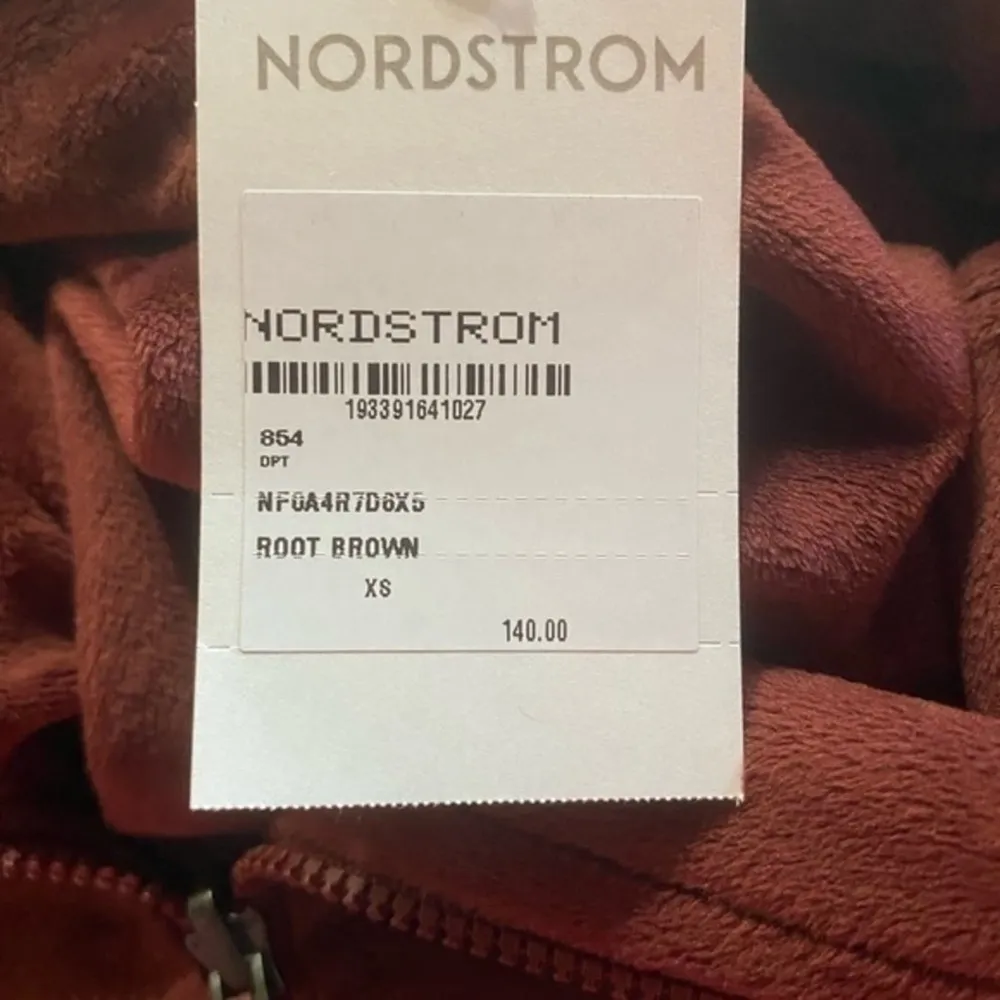 NORDSTROM
NORDSTROM
193391641027
854
DPT
NF0A4R7D6X5
ROOT BROWN
XS
140.00